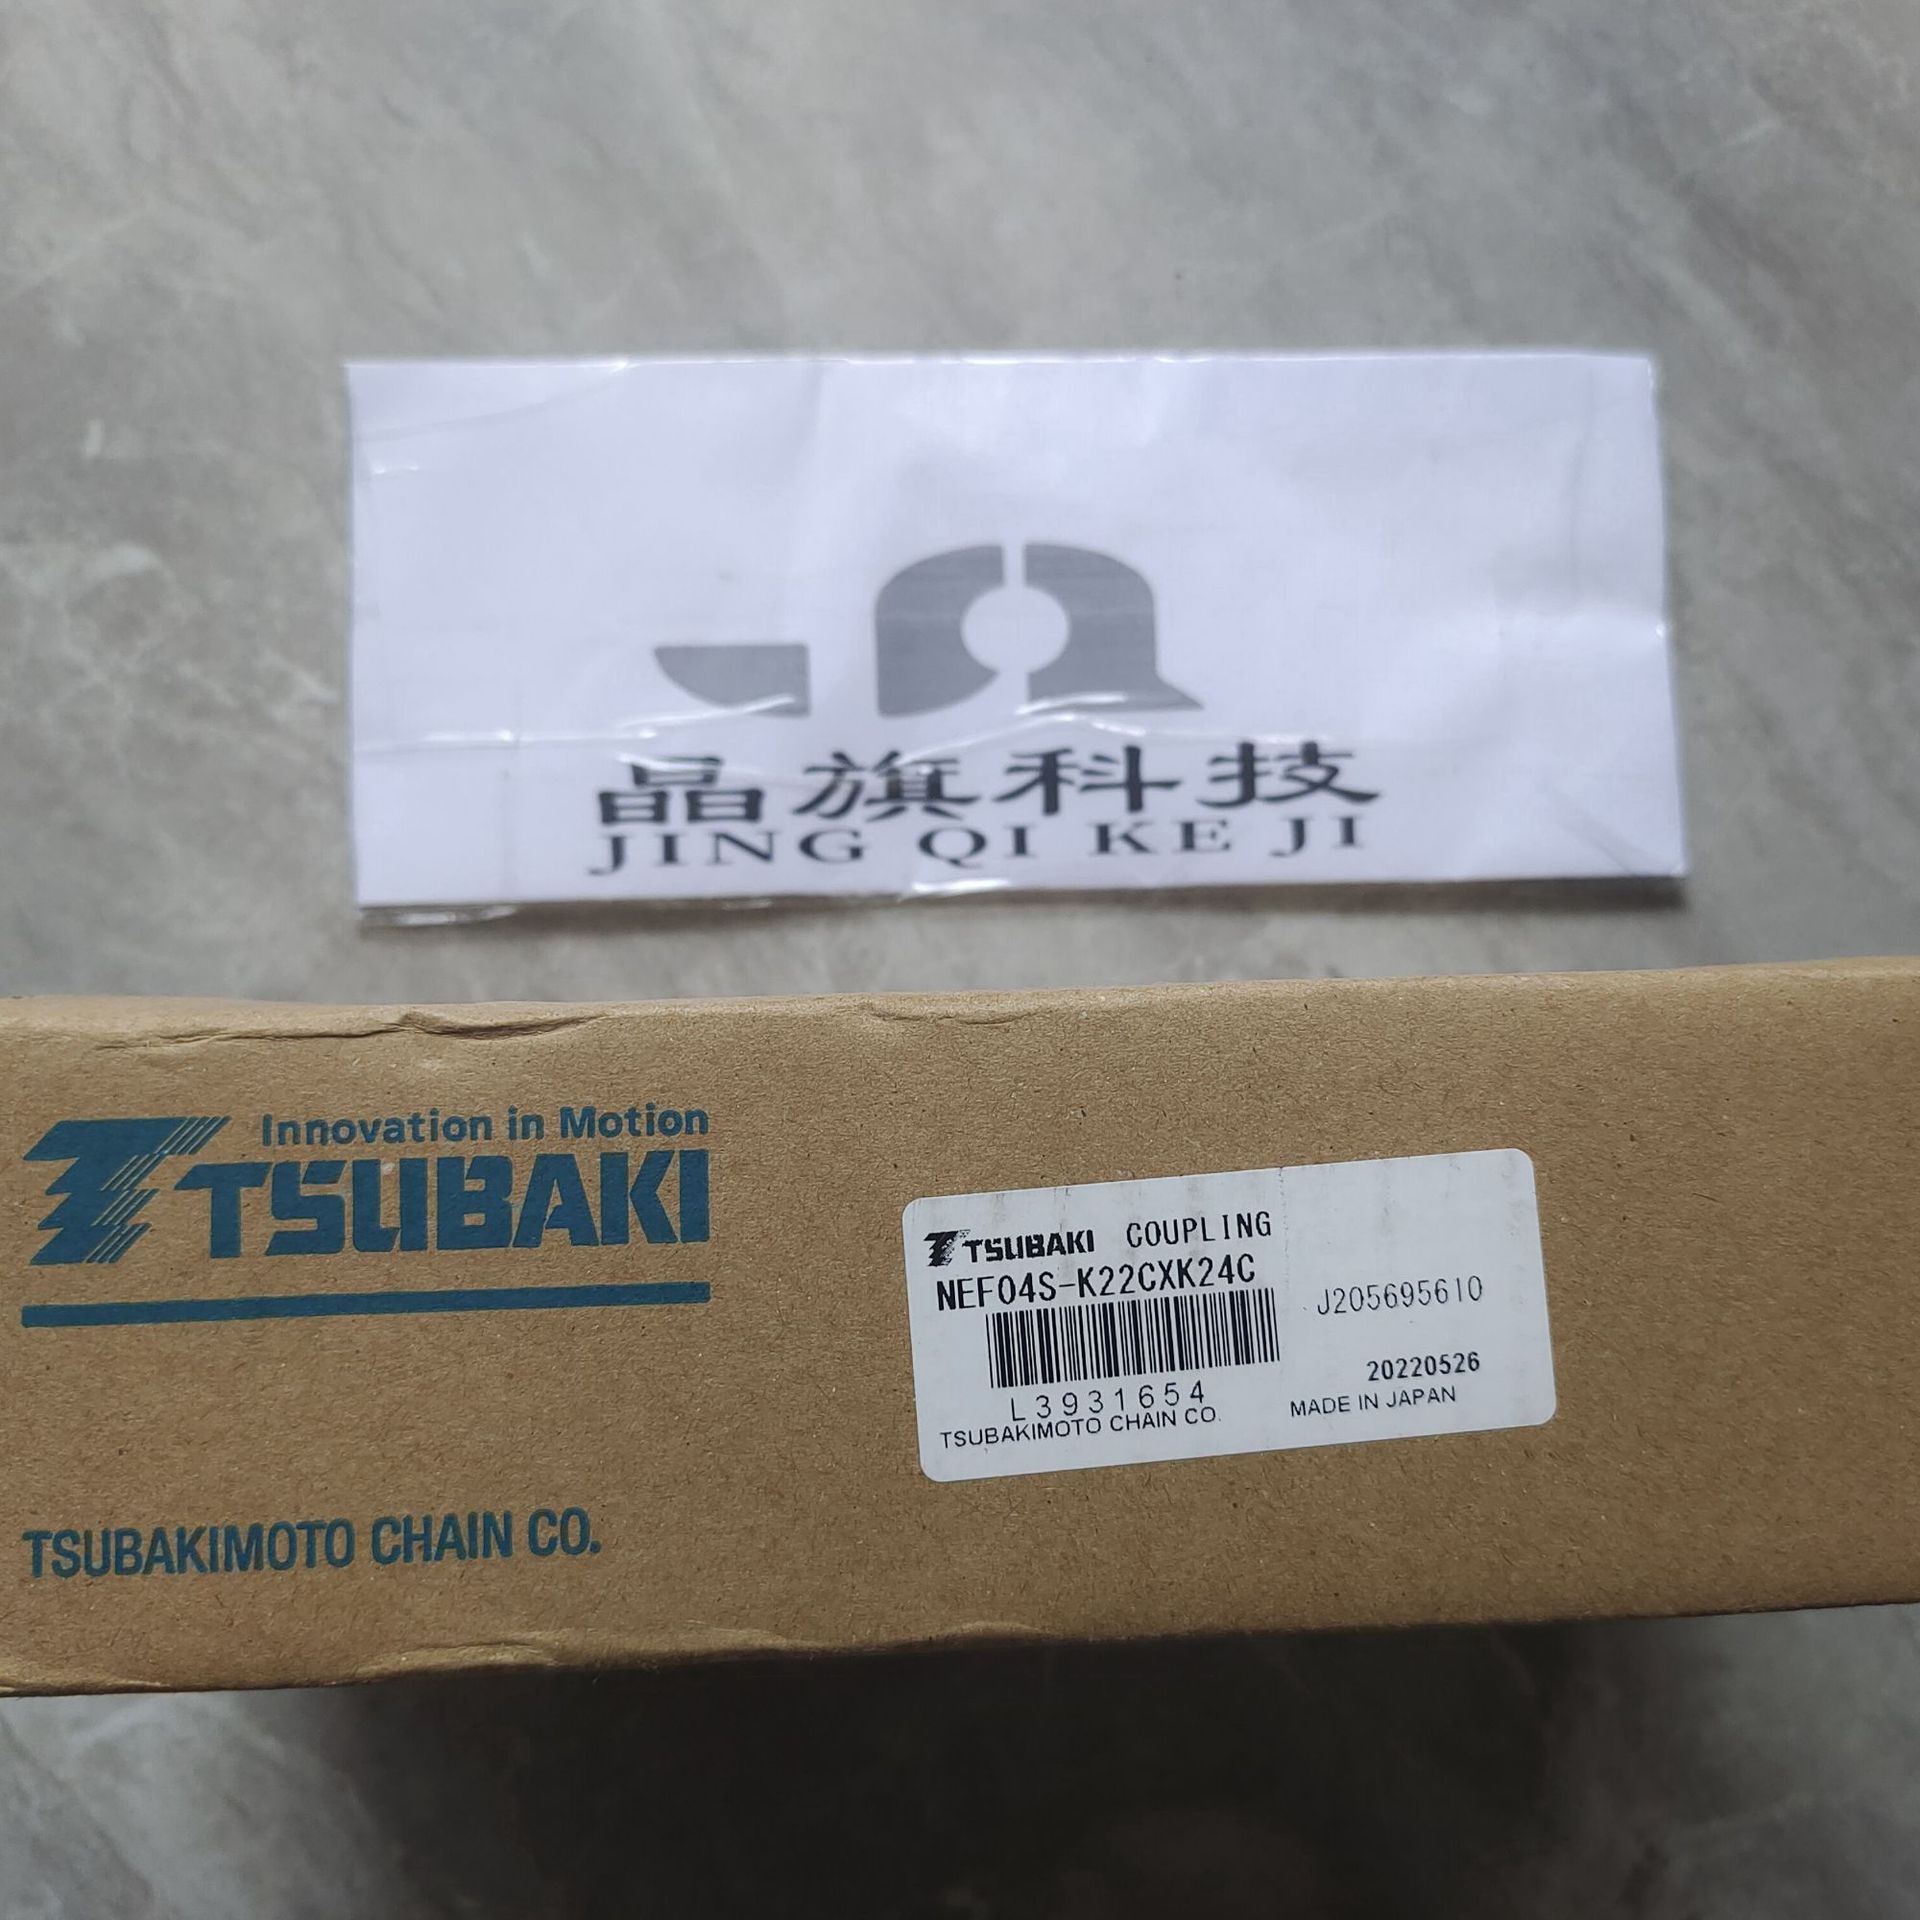 晶旗科技
JING QI KE JI
Innovation in Motion
TSUBAKI
TSUBAKIMOTO CHAIN CO.
TSUBAKI COUPLING
NEF04S-K22CXK24C
J205695610
L3931654
20220526
TSUBAKIMOTO CHAIN CO.
MADE IN JAPAN